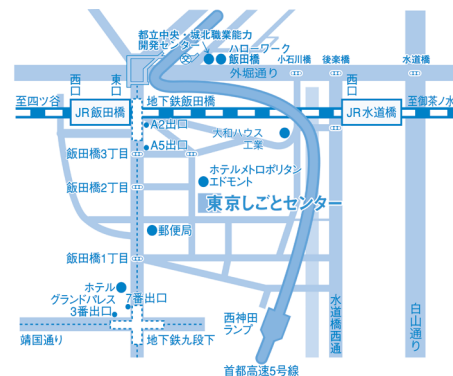 都立中央・城北職業能力
開発センター
ハローワーク
飯田橋
小石川橋
後楽橋
水道橋
外堀通り
西口
東口
西口
至四ツ谷
JR飯田橋
地下鉄飯田橋
JR水道橋
至御茶ノ水
A2出口
大和ハウス
工業
A5出口
飯田橋3丁目
ホテルメトロポリタン
エドモント
飯田橋2丁目
東京しごとセンター
郵便局
飯田橋1丁目
ホテル
グランドパレス
7番出口
3番出口
西神田
ランプ
水道橋西通り
白山通り
靖国通り
地下鉄九段下
首都高速5号線